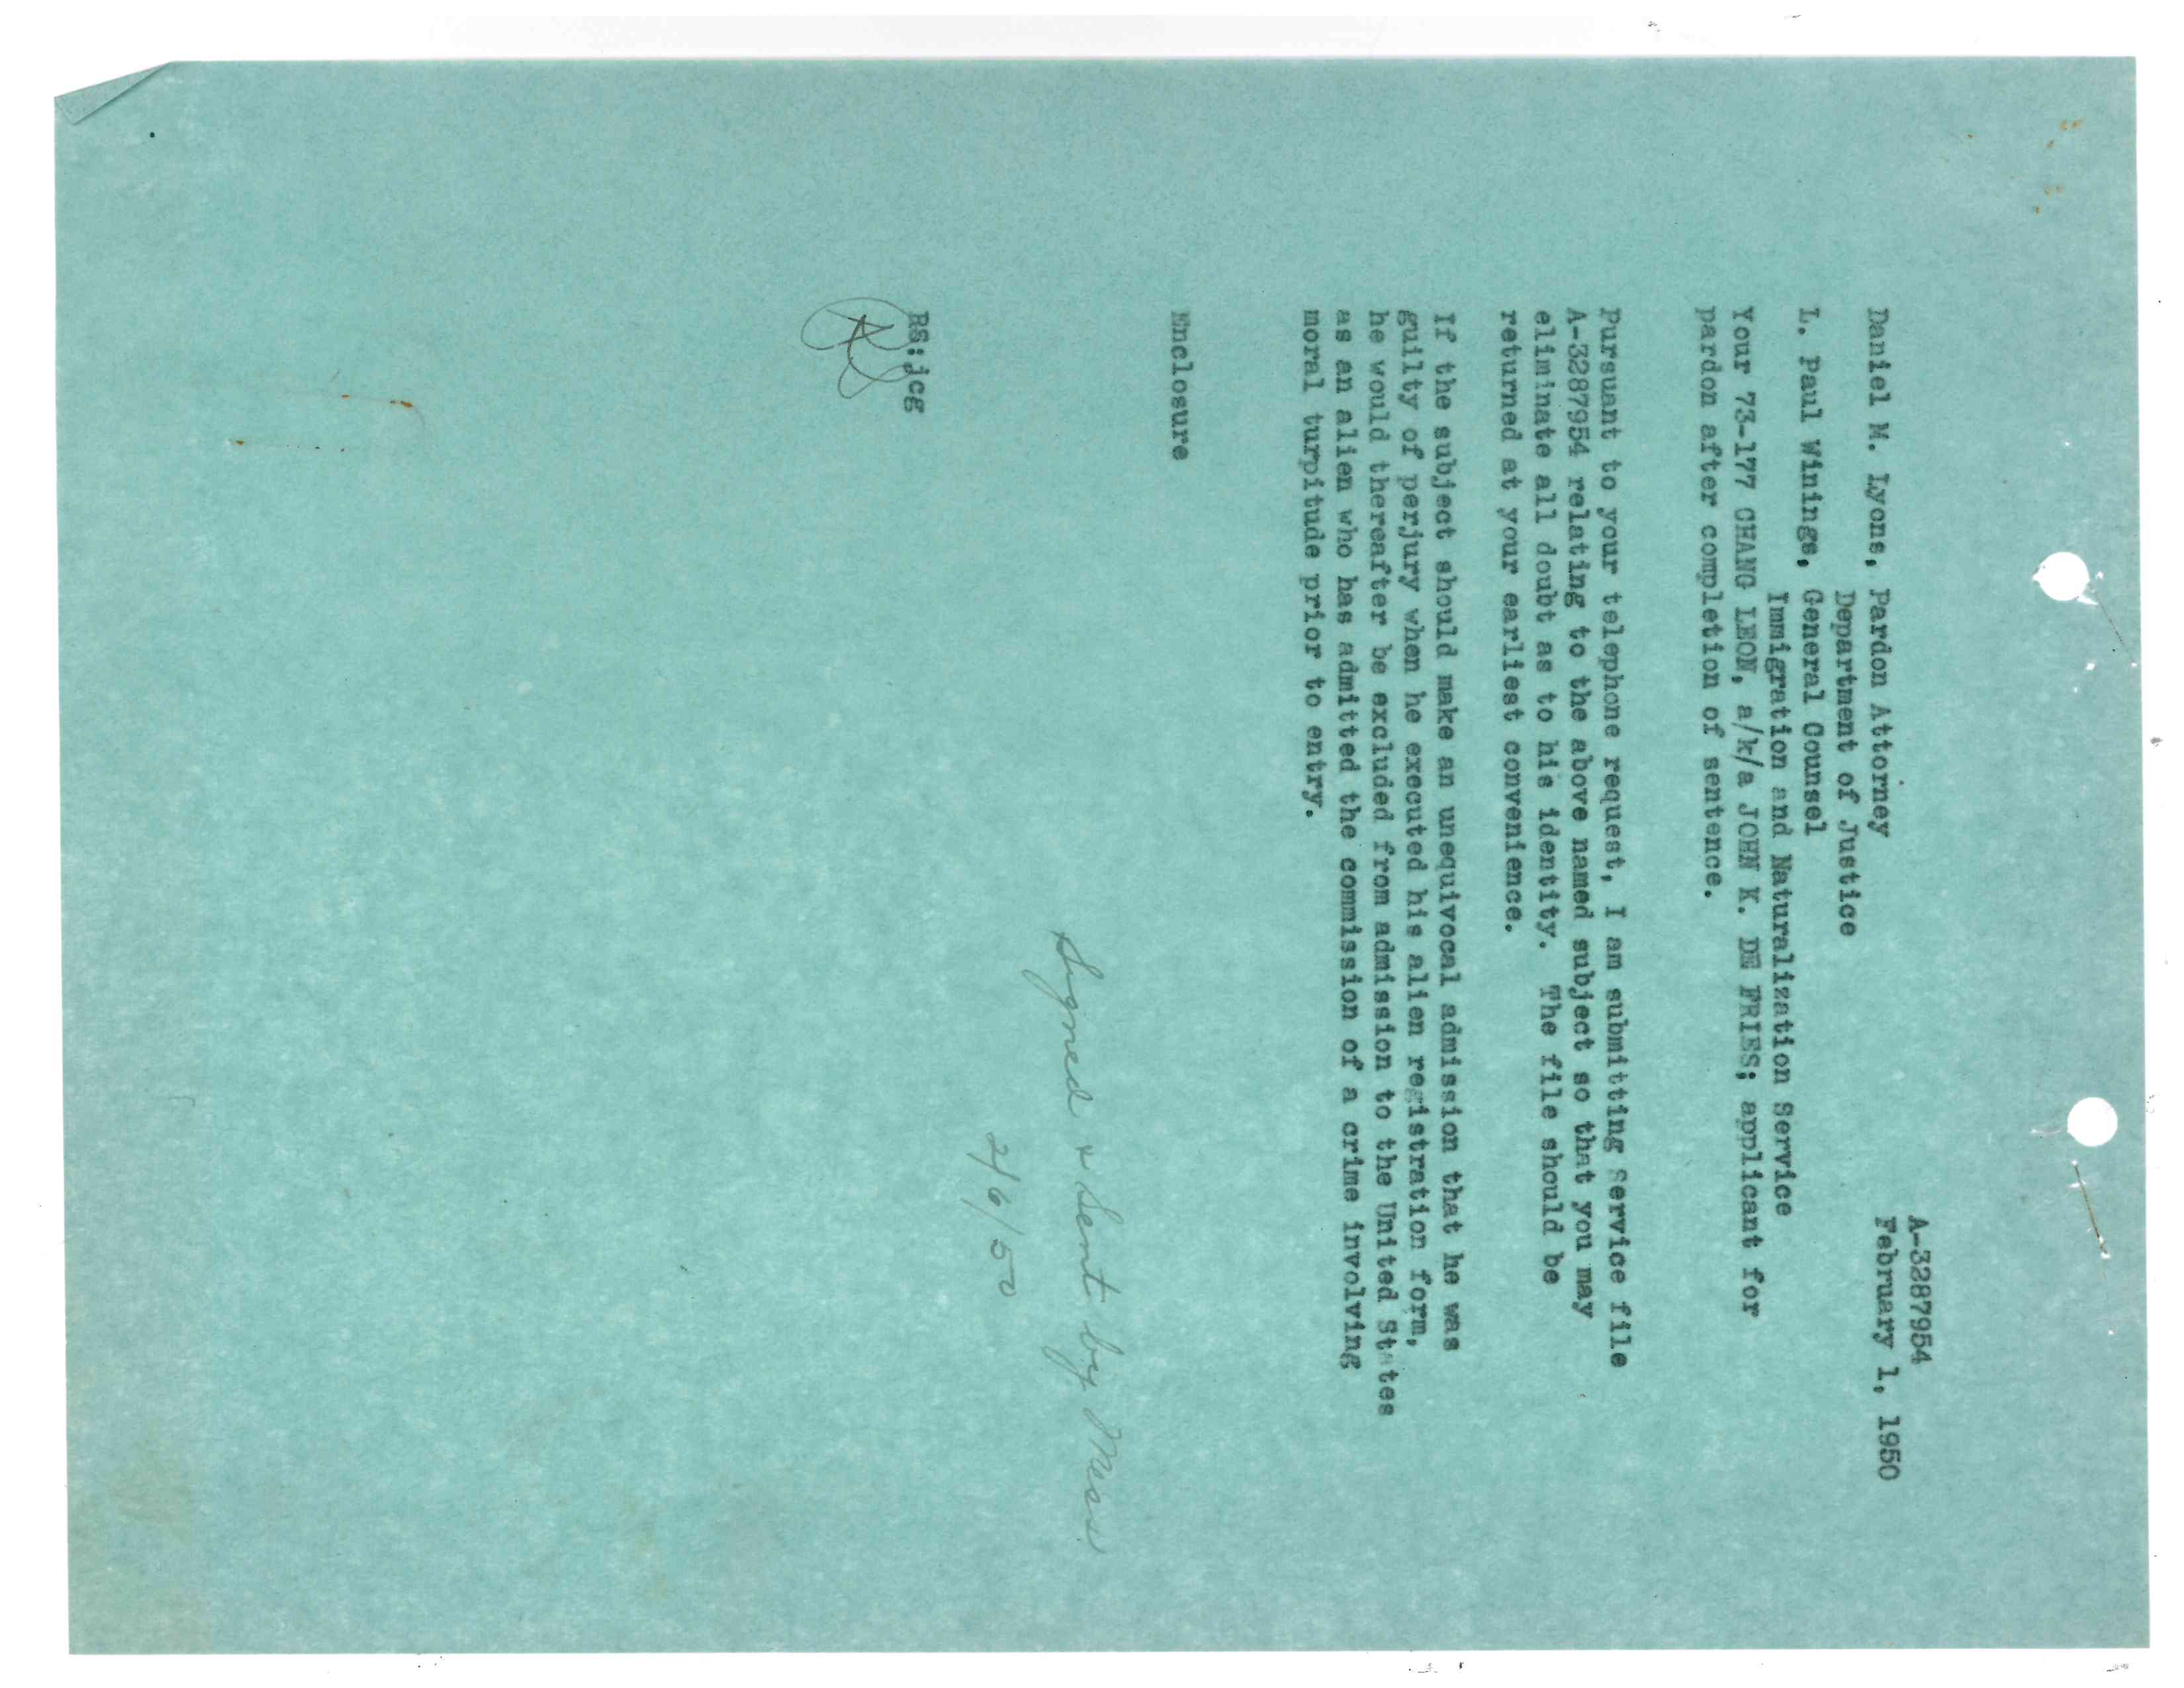 A-3287954
February 1, 1950
Daniel M. Lyons, Pardon Attorney
Department of Justice
L. Paul Winings, General Counsel
Immigration and Naturalization Service
Your 73-177 CHANG LEON, a/k/a JOHN K. DE FRIES; applicant for
pardon after completion of sentence.
Pursuant to your telephone request, I am submitting Service file
A-3287954 relating to the above named subject so that you may
eliminate all doubt as to his identity. The file should be
returned at your earliest convenience.
If the subject should make an unequivocal admission that he was
guilty of perjury when he executed his alien registration form,
he would thereafter be excluded from admission to the United States
as an alien who has admitted the commission of a crime involving
moral turpitude prior to entry.
Enclosure
Signed & Sent by Mess.
2/6/50
RS:jcg
RS